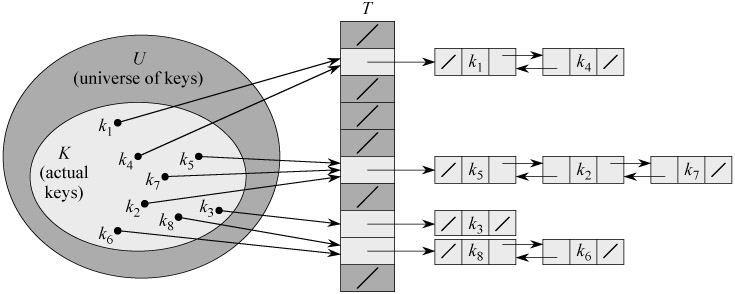 T
U
(universe of keys)
k₁ k₄
k₁
K
(actual
keys)
k₄ k₅
k₇
k₅ k₂ k₇
k₂
k₈ k₃
k₃
k₆
k₈ k₆